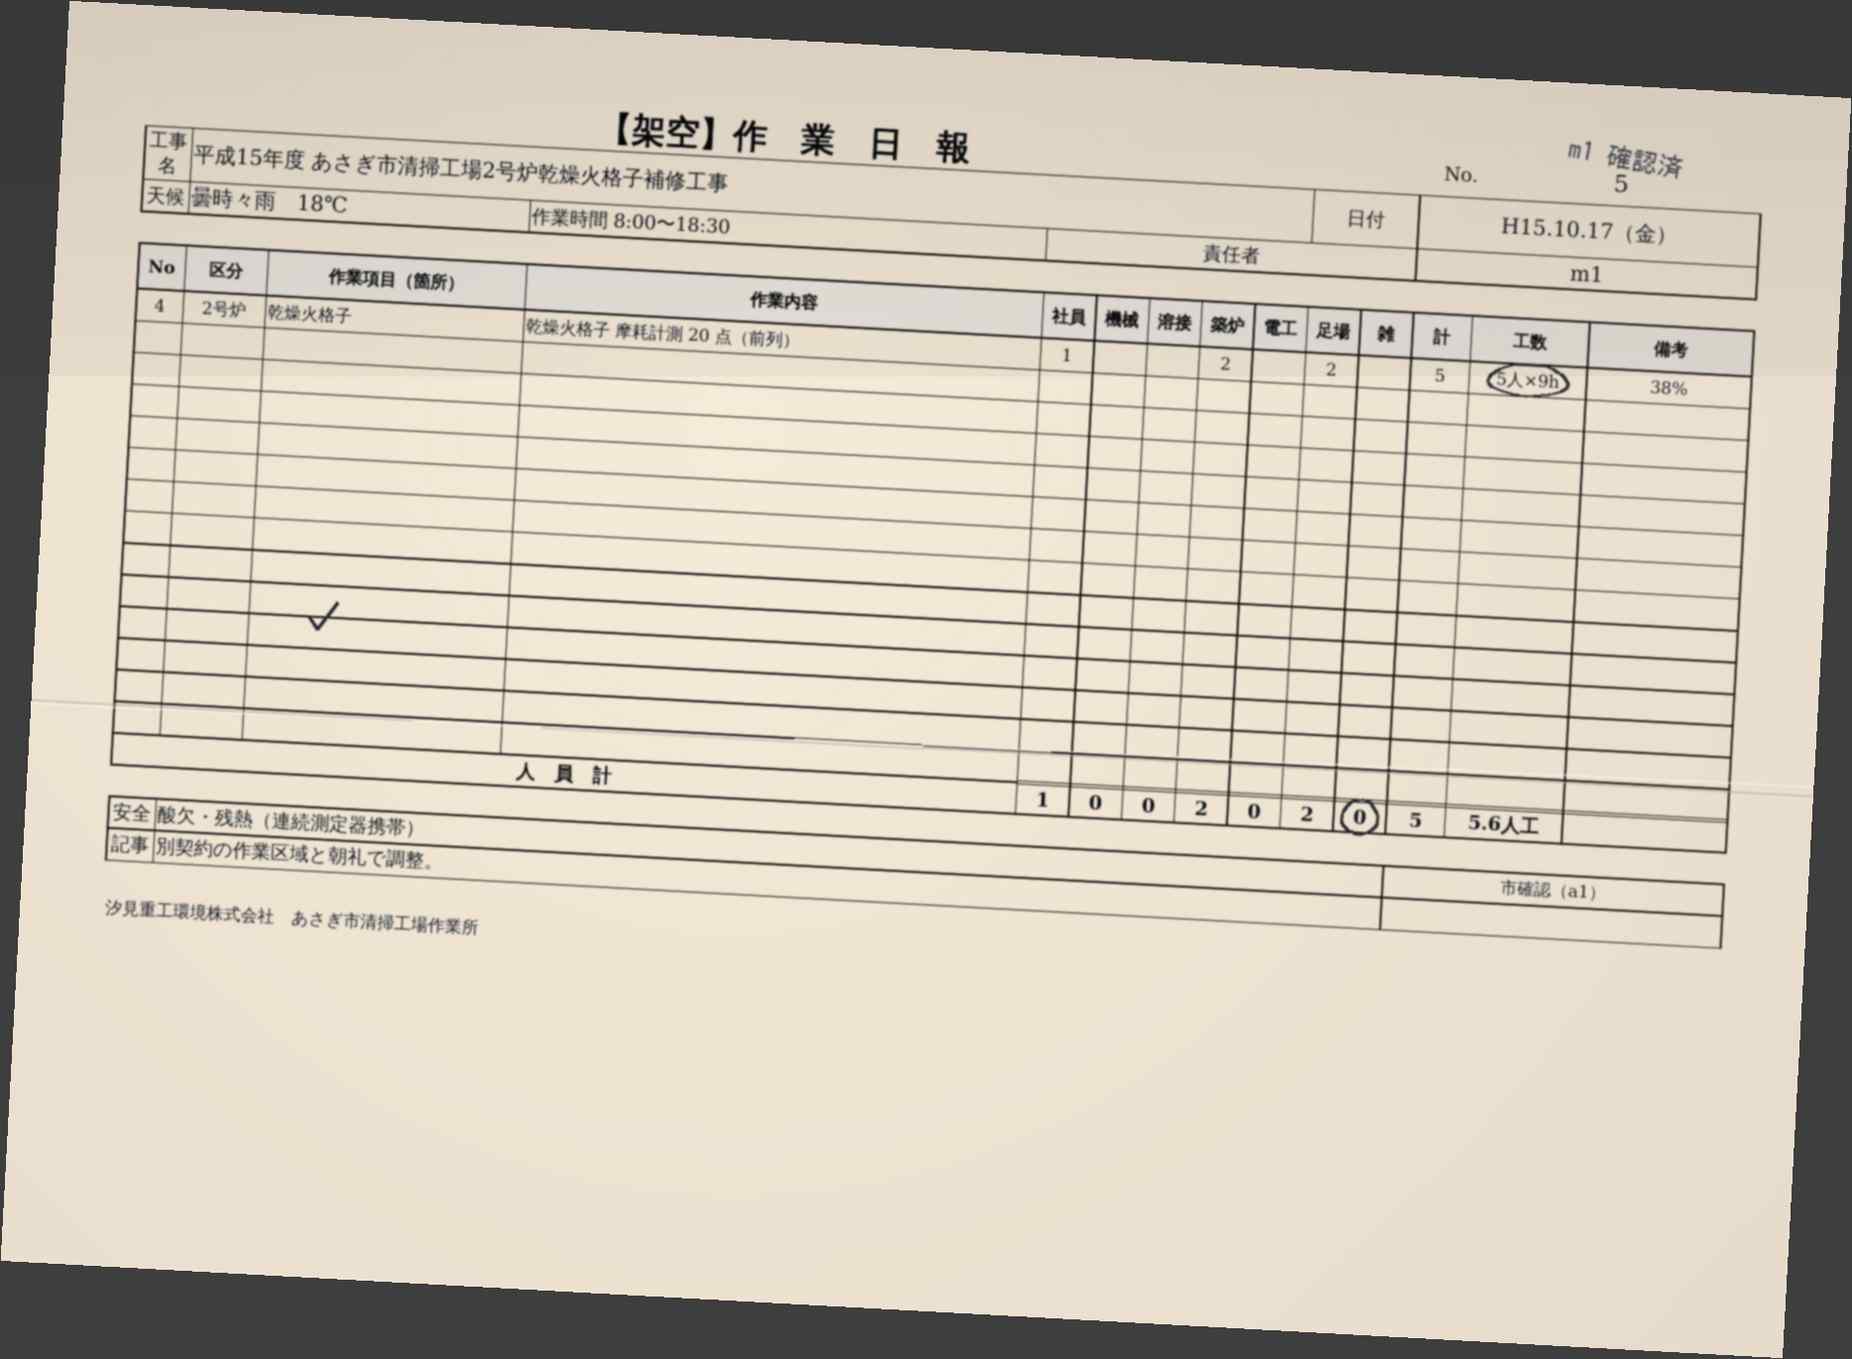 【架空】作 業 日 報
m1 確認済
No. 5
工事名 平成15年度 あさぎ市清掃工場2号炉乾燥火格子補修工事 日付 H15.10.17（金）
天候 曇時々雨 18℃ 作業時間 8:00〜18:30 責任者 m1
No 区分 作業項目（箇所） 作業内容 社員 機械 溶接 築炉 電工 足場 雑 計 工数 備考
4 2号炉 乾燥火格子 乾燥火格子 摩耗計測 20 点（前列） 1 2 2 5 5人×9h 38%
人 員 計 1 0 0 2 0 2 0 5 5.6人工
安全 酸欠・残熱（連続測定器携帯） 市確認（a1）
記事 別契約の作業区域と朝礼で調整。
汐見重工環境株式会社 あさぎ市清掃工場作業所